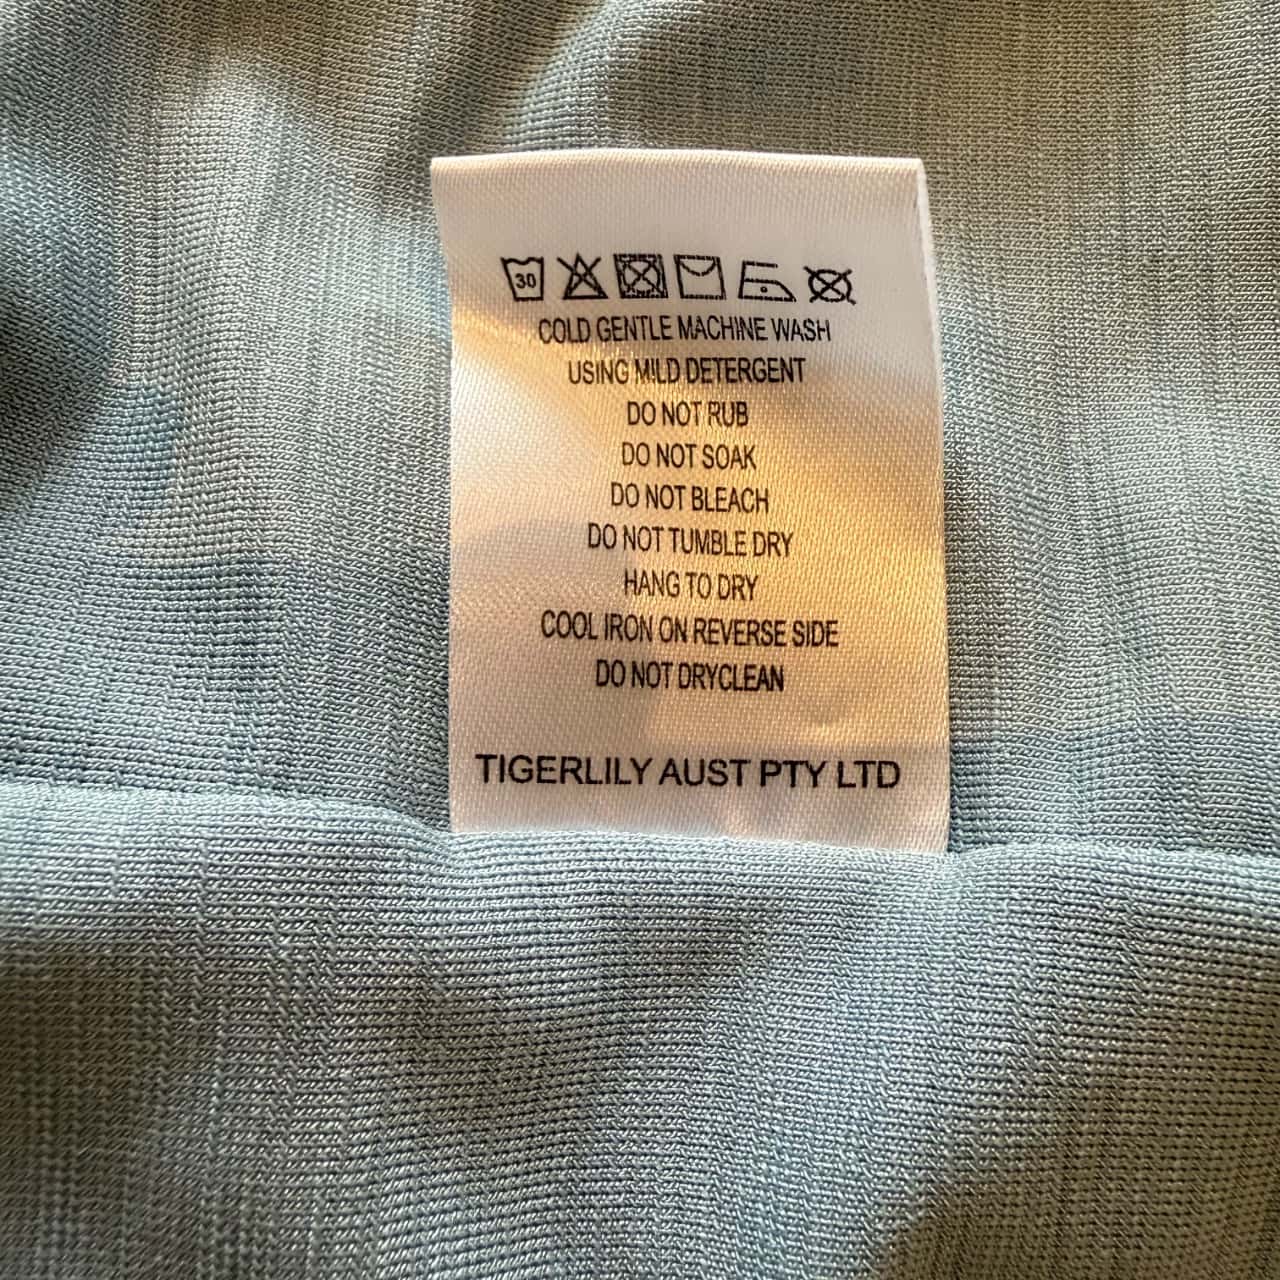 30
COLD GENTLE MACHINE WASH
USING MILD DETERGENT
DO NOT RUB
DO NOT SOAK
DO NOT BLEACH
DO NOT TUMBLE DRY
HANG TO DRY
COOL IRON ON REVERSE SIDE
DO NOT DRYCLEAN
TIGERLILY AUST PTY LTD